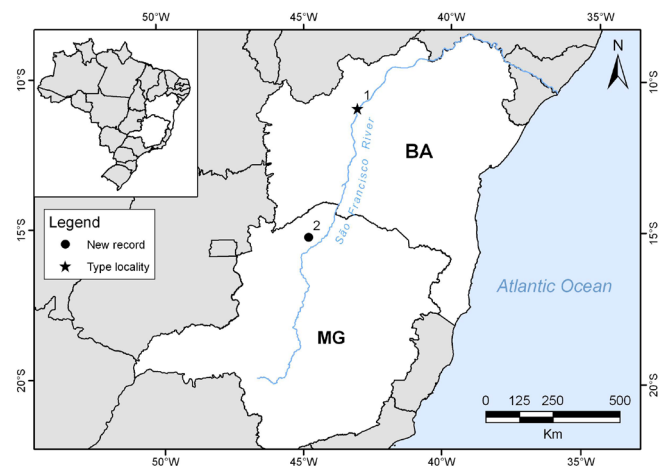 50°W 45°W 40°W 35°W
N
10°S 10°S
1
São Francisco River
BA
Legend
New record
Type locality
15°S 15°S
2
Atlantic Ocean
MG
20°S 20°S
0 125 250 500
Km
50°W 45°W 40°W 35°W